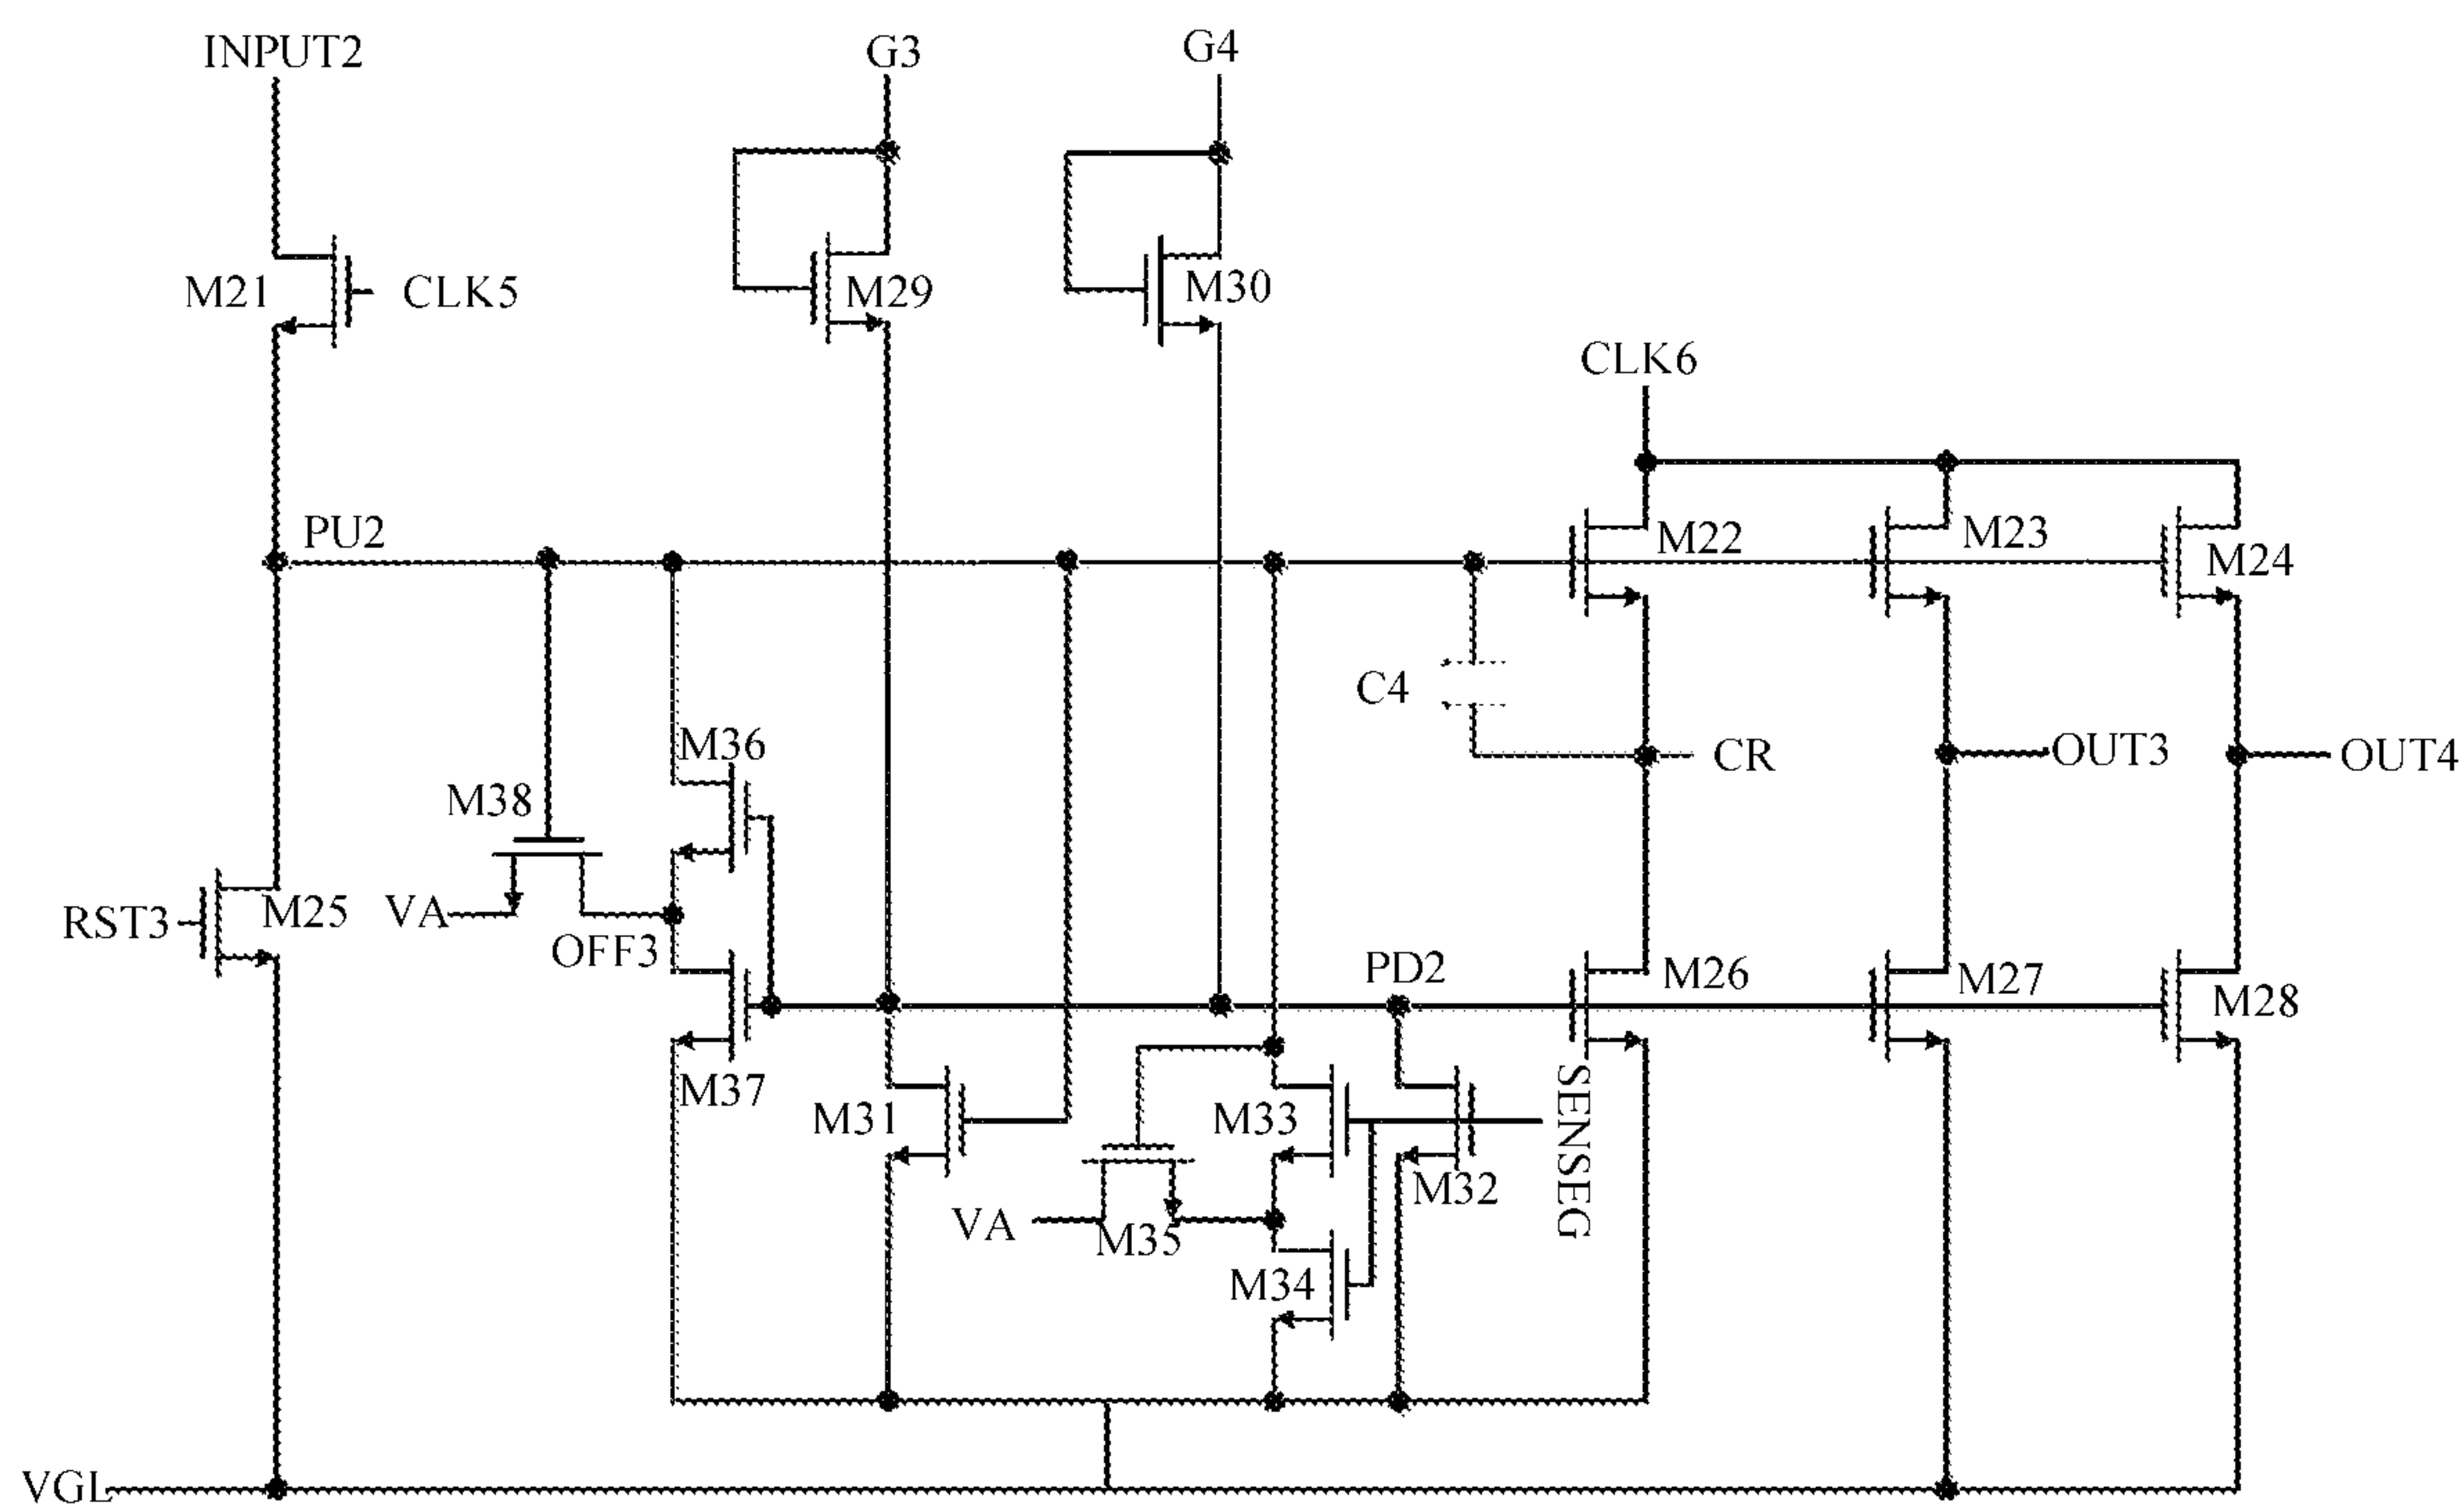 INPUT2
G3
G4
M21
CLK5
M29
M30
CLK6
PU2
M22
M23
M24
C4
M36
CR
OUT3
OUT4
M38
RST3
M25
VA
OFF3
PD2
M26
M27
M28
M37
M31
M33
M32
SENSEG
VA
M35
M34
VGL